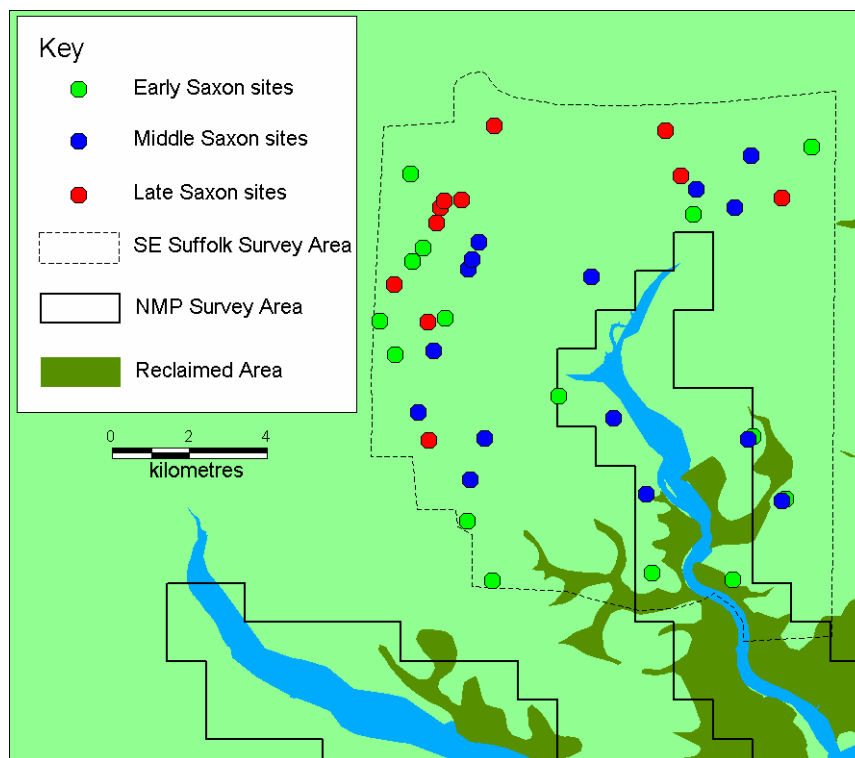 Key
Early Saxon sites
Middle Saxon sites
Late Saxon sites
SE Suffolk Survey Area
NMP Survey Area
Reclaimed Area
0 2 4
kilometres